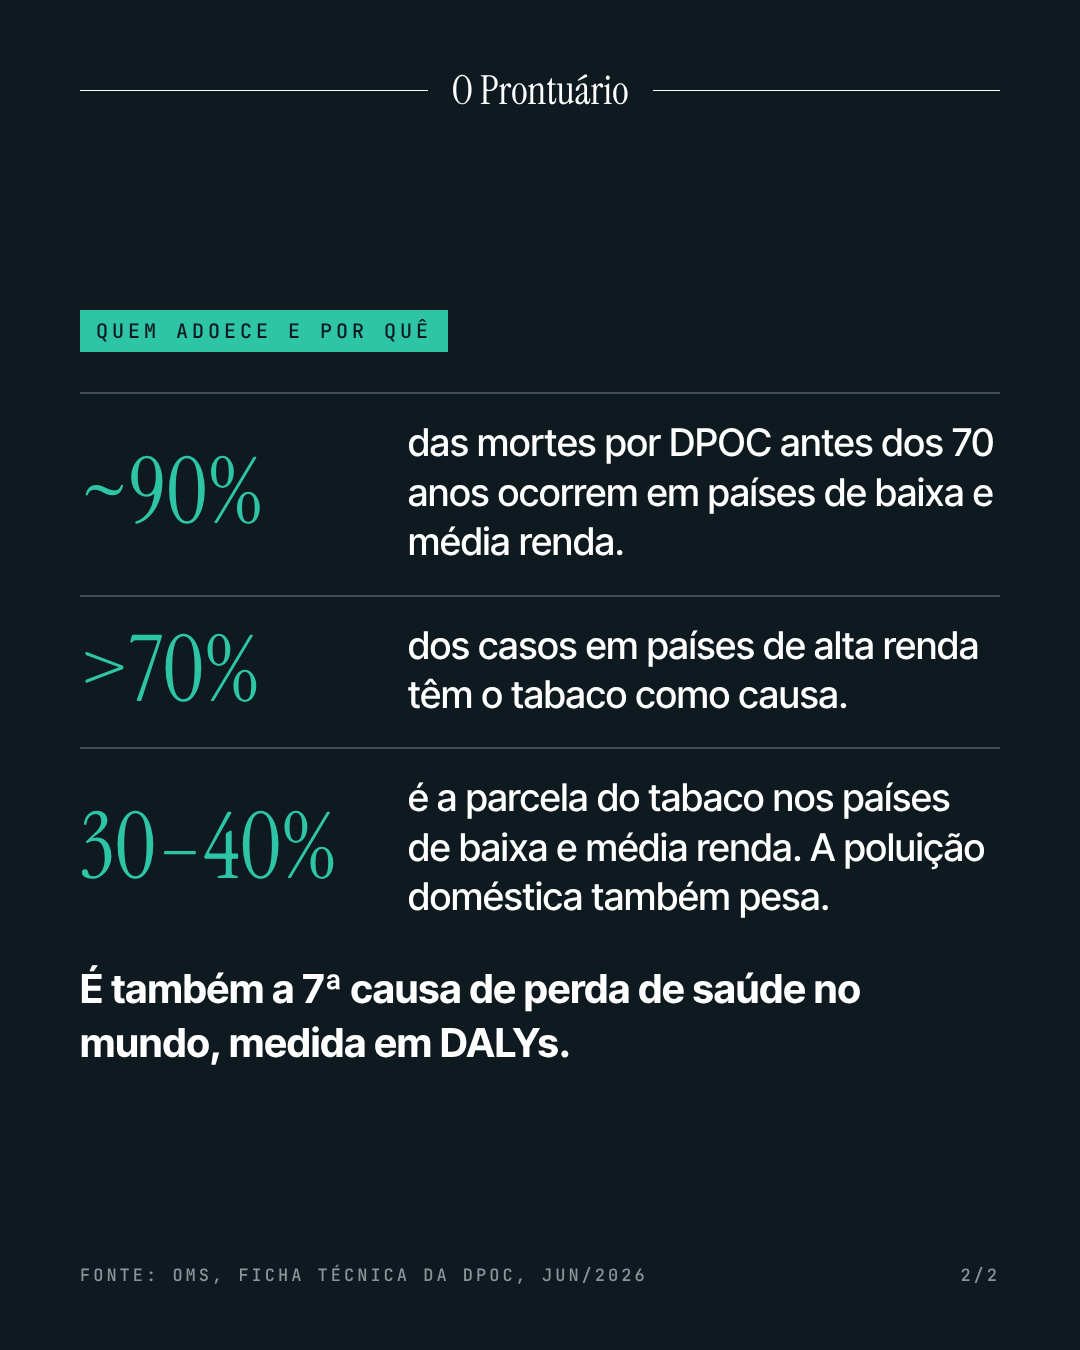 O Prontuário
QUEM ADOECE E POR QUÊ
~90%
das mortes por DPOC antes dos 70
anos ocorrem em países de baixa e
média renda.
>70%
dos casos em países de alta renda
têm o tabaco como causa.
30–40%
é a parcela do tabaco nos países
de baixa e média renda. A poluição
doméstica também pesa.
É também a 7ª causa de perda de saúde no
mundo, medida em DALYs.
FONTE: OMS, FICHA TÉCNICA DA DPOC, JUN/2026
2/2